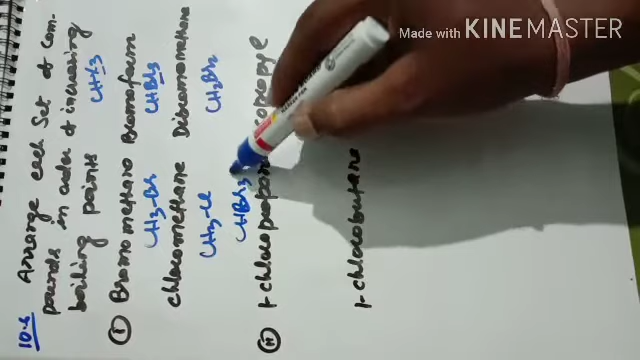 Made with KINEMASTER
10.4 Arrange each Set of Com-
pounds in order of increasing
boiling points CHX3
(I) Bromomethane Bromoform
CH3-Br CHBr3
chloromethane Dibromomethane
CH3-Cl CH2Br2
CHBr3
(II) 1-chloropropane
1-chlorobutane